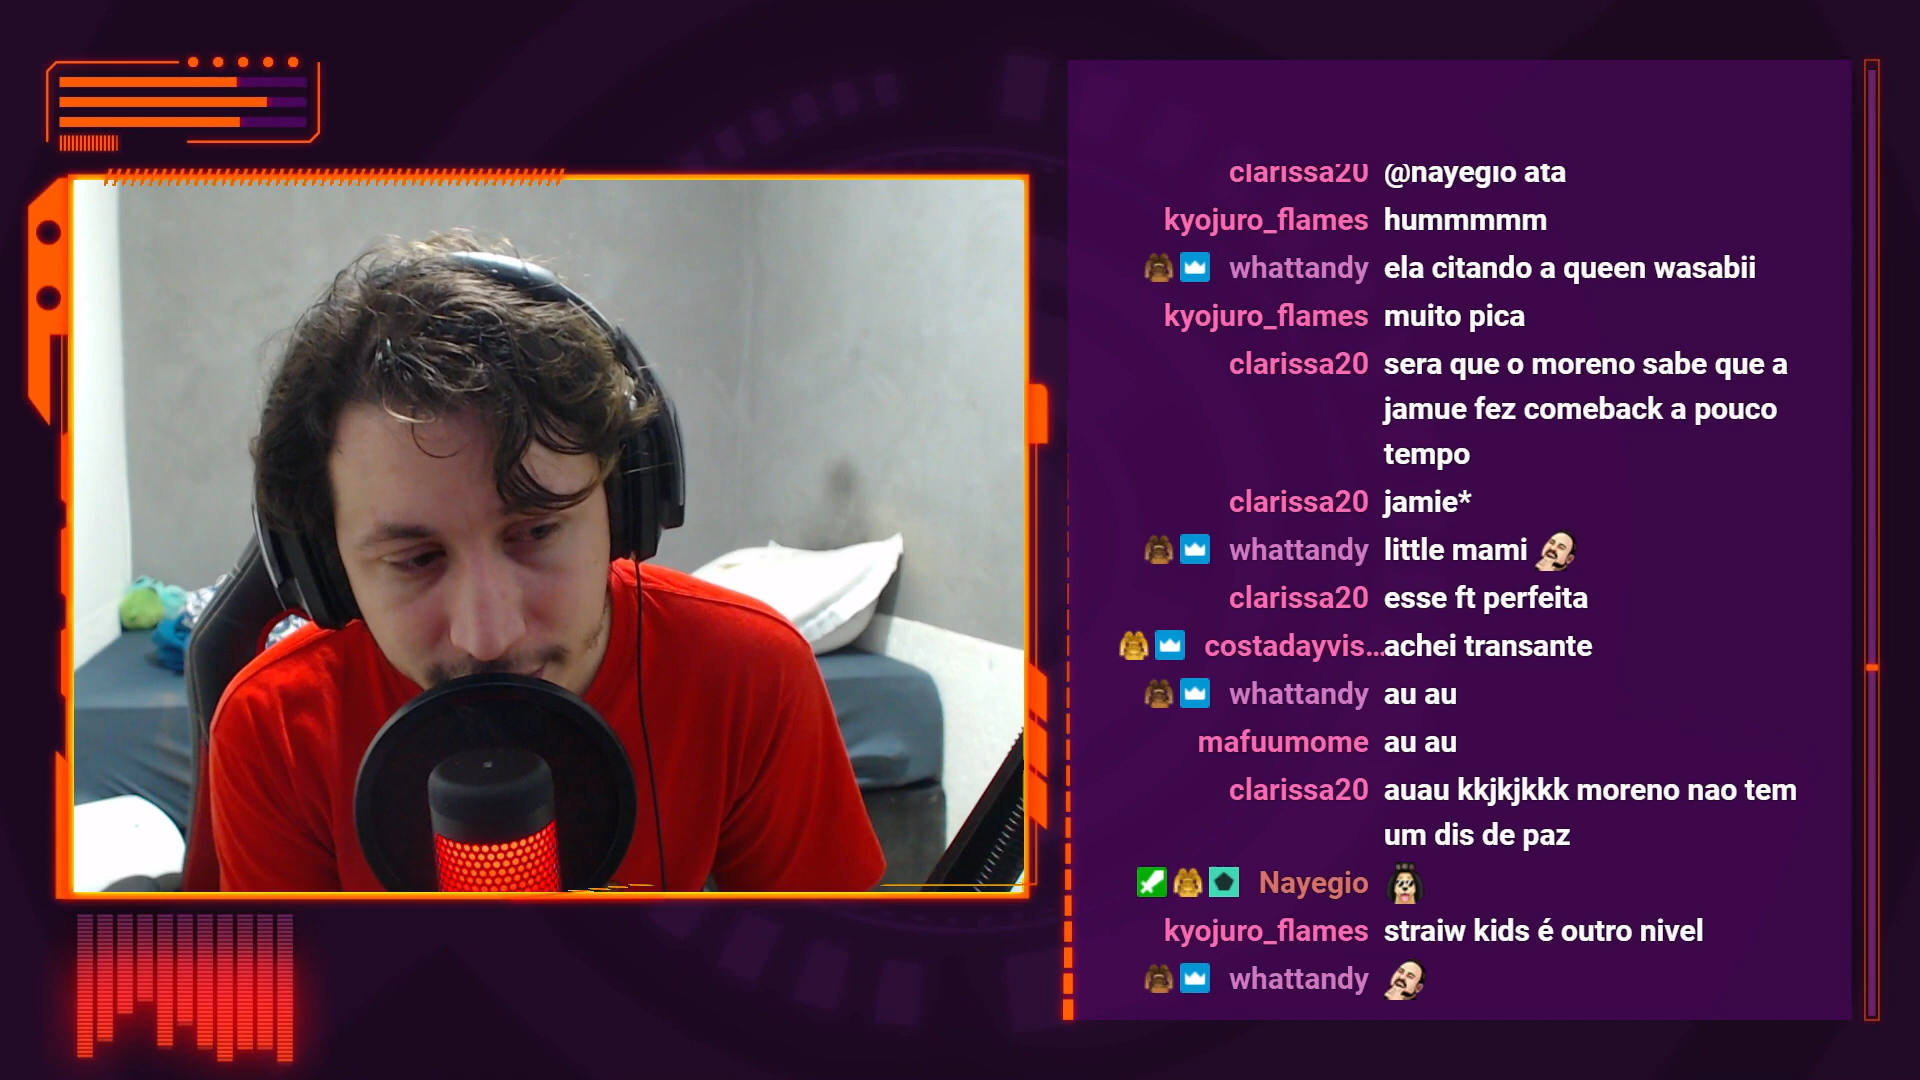 clarissa20 @nayegio ata
kyojuro_flames hummmmm
whattandy ela citando a queen wasabii
kyojuro_flames muito pica
clarissa20 sera que o moreno sabe que a
jamue fez comeback a pouco
tempo
clarissa20 jamie*
whattandy little mami
clarissa20 esse ft perfeita
costadayvis...achei transante
whattandy au au
mafuumome au au
clarissa20 auau kkjkjkkk moreno nao tem
um dis de paz
Nayegio
kyojuro_flames straiw kids é outro nivel
whattandy